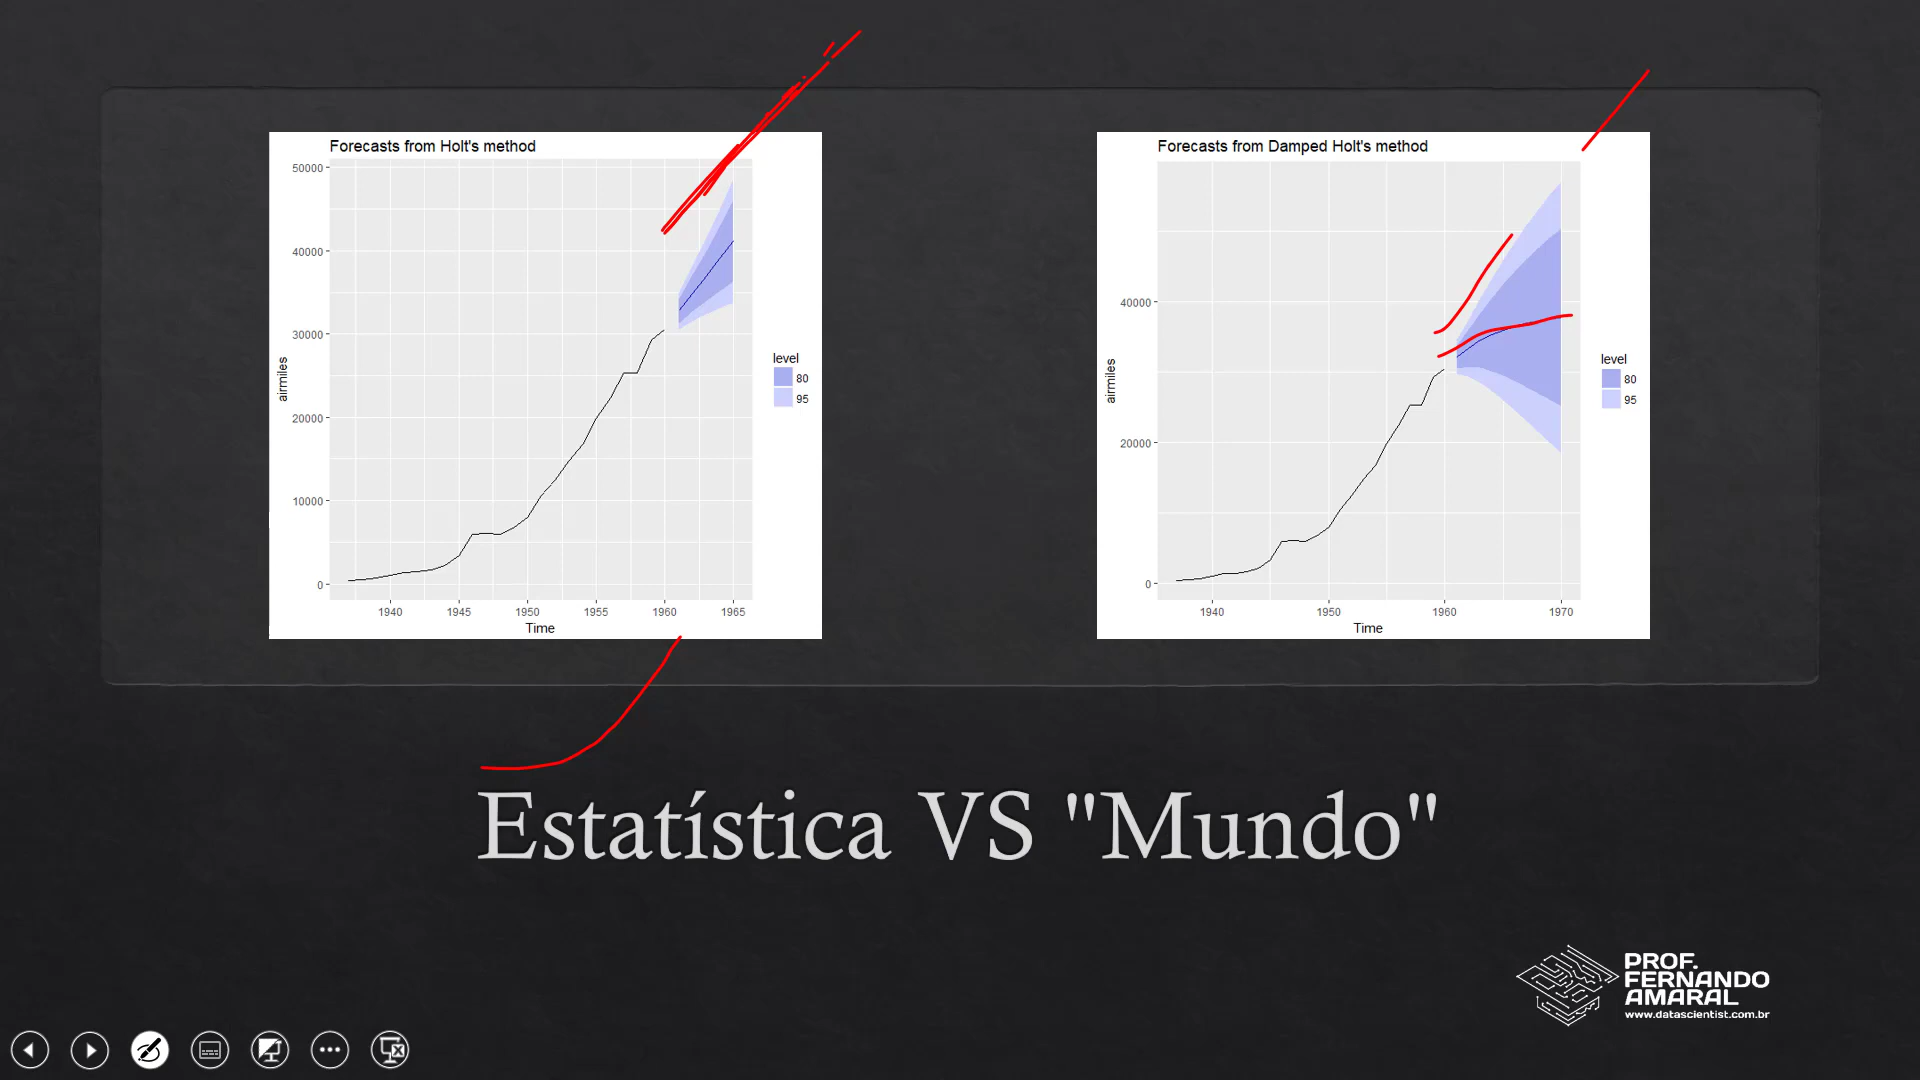 Forecasts from Holt's method
50000
40000
30000
20000
10000
0
airmiles
1940 1945 1950 1955 1960 1965
Time
level
80
95
Forecasts from Damped Holt's method
40000
20000
0
airmiles
1940 1950 1960 1970
Time
level
80
95
Estatística VS "Mundo"
PROF.
FERNANDO
AMARAL
www.datascientist.com.br